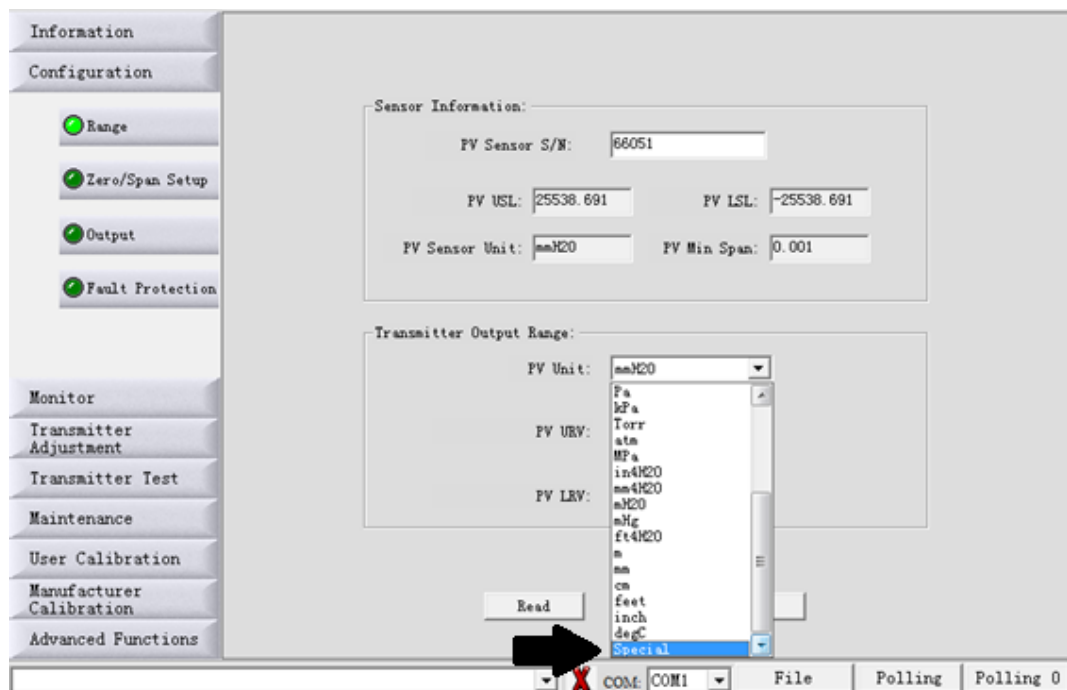 Information
Configuration
Range
Zero/Span Setup
Output
Fault Protection
Monitor
Transmitter
Adjustment
Transmitter Test
Maintenance
User Calibration
Manufacturer
Calibration
Advanced Functions
Sensor Information:
PV Sensor S/N: 66051
PV USL: 25538.691 PV LSL: -25538.691
PV Sensor Unit: mmH2O PV Min Span: 0.001
Transmitter Output Range:
PV Unit: mmH2O
PV URV:
PV LRV:
Pa
kPa
Torr
atm
MPa
in4H2O
mm4H2O
mH2O
mHg
ft4H2O
m
mm
cm
feet
inch
degC
Special
Read
COM: COM1 File Polling Polling 0